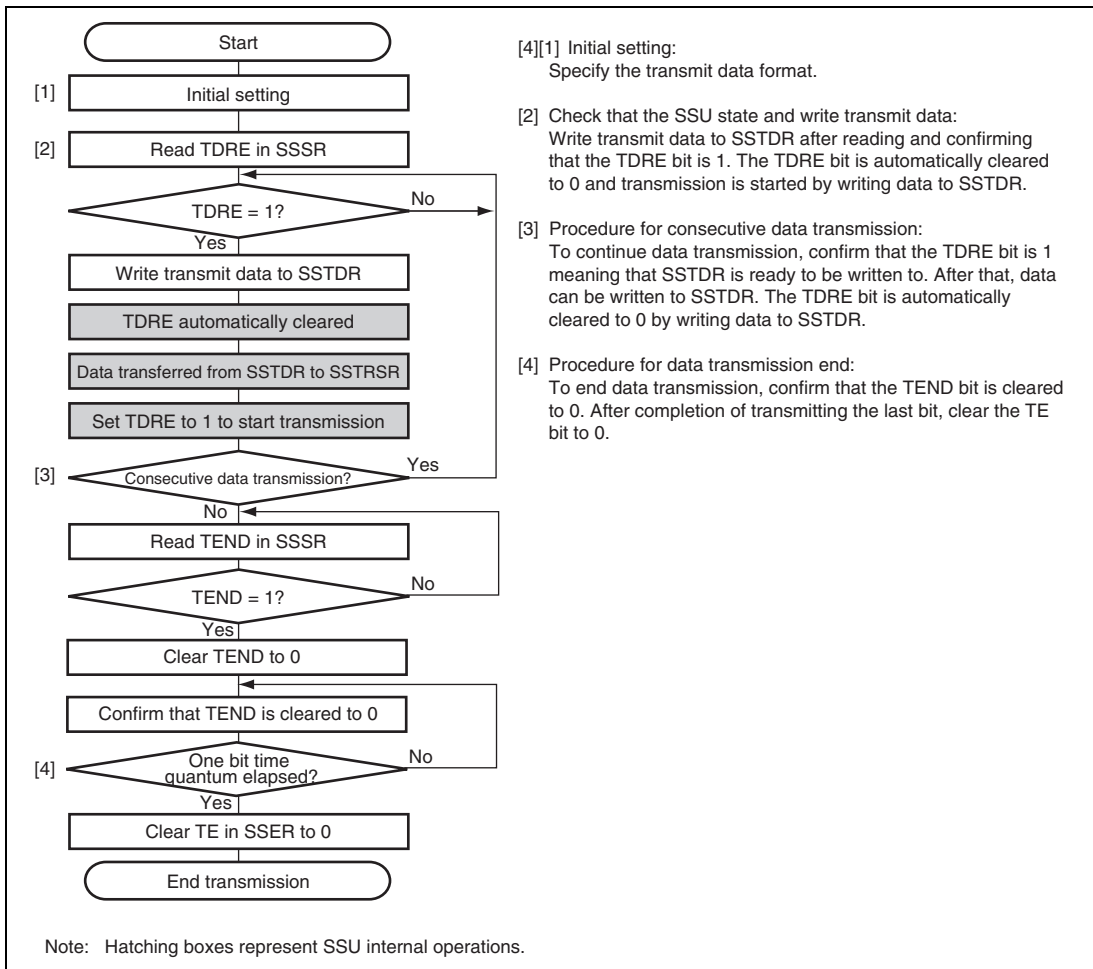 Start
[1] Initial setting
[2] Read TDRE in SSSR
TDRE = 1?
No
Yes
Write transmit data to SSTDR
TDRE automatically cleared
Data transferred from SSTDR to SSTRSR
Set TDRE to 1 to start transmission
[3] Consecutive data transmission?
Yes
No
Read TEND in SSSR
TEND = 1?
No
Yes
Clear TEND to 0
Confirm that TEND is cleared to 0
[4] One bit time
quantum elapsed?
No
Yes
Clear TE in SSER to 0
End transmission
[4][1] Initial setting:
Specify the transmit data format.
[2] Check that the SSU state and write transmit data:
Write transmit data to SSTDR after reading and confirming
that the TDRE bit is 1. The TDRE bit is automatically cleared
to 0 and transmission is started by writing data to SSTDR.
[3] Procedure for consecutive data transmission:
To continue data transmission, confirm that the TDRE bit is 1
meaning that SSTDR is ready to be written to. After that, data
can be written to SSTDR. The TDRE bit is automatically
cleared to 0 by writing data to SSTDR.
[4] Procedure for data transmission end:
To end data transmission, confirm that the TEND bit is cleared
to 0. After completion of transmitting the last bit, clear the TE
bit to 0.
Note: Hatching boxes represent SSU internal operations.